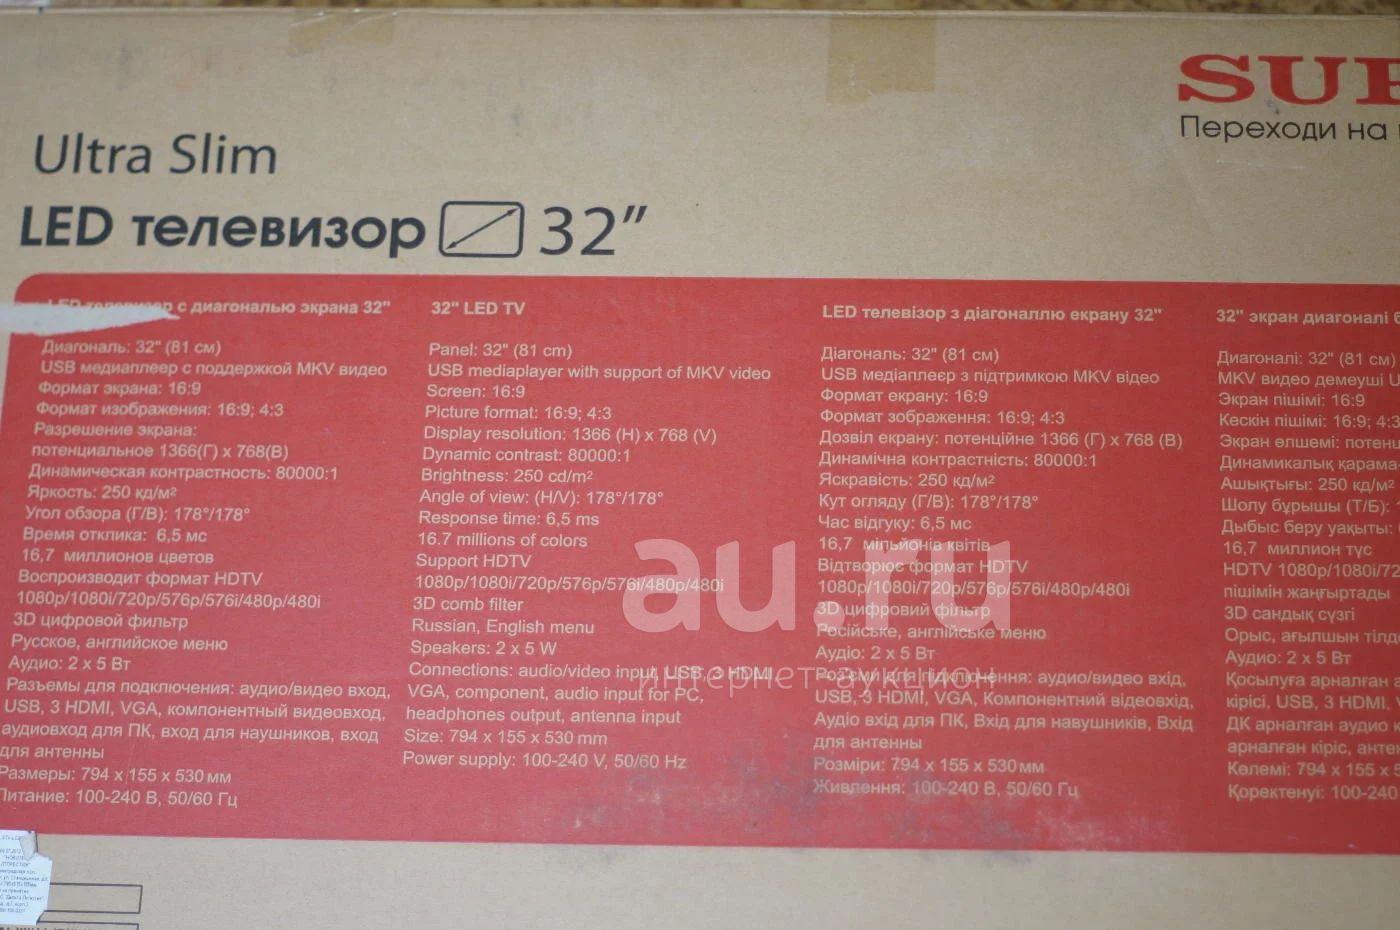 SUP
Переходи на
Ultra Slim
LED телевизор 32"
LED телевизор с диагональю экрана 32"
Диагональ: 32" (81 см)
USB медиаплеер с поддержкой MKV видео
Формат экрана: 16:9
Формат изображения: 16:9; 4:3
Разрешение экрана:
потенциальное 1366(Г) x 768(В)
Динамическая контрастность: 80000:1
Яркость: 250 кд/м²
Угол обзора (Г/В): 178°/178°
Время отклика: 6,5 мс
16,7 миллионов цветов
Воспроизводит формат HDTV
1080p/1080i/720p/576p/576i/480p/480i
3D цифровой фильтр
Русское, английское меню
Аудио: 2 x 5 Вт
Разъемы для подключения: аудио/видео вход,
USB, 3 HDMI, VGA, компонентный видеовход,
аудиовход для ПК, вход для наушников, вход
для антенны
Размеры: 794 x 155 x 530 мм
Питание: 100-240 В, 50/60 Гц
32" LED TV
Panel: 32" (81 cm)
USB mediaplayer with support of MKV video
Screen: 16:9
Picture format: 16:9; 4:3
Display resolution: 1366 (H) x 768 (V)
Dynamic contrast: 80000:1
Brightness: 250 cd/m²
Angle of view: (H/V): 178°/178°
Response time: 6,5 ms
16.7 millions of colors
Support HDTV
1080p/1080i/720p/576p/576i/480p/480i
3D comb filter
Russian, English menu
Speakers: 2 x 5 W
Connections: audio/video input, USB, 3 HDMI
VGA, component, audio input for PC,
headphones output, antenna input
Size: 794 x 155 x 530 mm
Power supply: 100-240 V, 50/60 Hz
LED телевізор з діагоналлю екрану 32"
Діагональ: 32" (81 см)
USB медіаплеєр з підтримкою MKV відео
Формат екрану: 16:9
Формат зображення: 16:9; 4:3
Дозвіл екрану: потенційне 1366 (Г) x 768 (В)
Динамічна контрастність: 80000:1
Яскравість: 250 кд/м²
Кут огляду (Г/В): 178°/178°
Час відгуку: 6,5 мс
16,7 мільйонів квітів
Відтворює формат HDTV
1080p/1080i/720p/576p/576i/480p/480i
3D цифровий фільтр
Російське, англійське меню
Аудіо: 2 x 5 Вт
Роз'єми для підключення: аудіо/видео вхід,
USB, 3 HDMI, VGA, Компонентний відеовхід,
Аудіо вхід для ПК, Вхід для навушників, Вхід
для антенны
Розміри: 794 x 155 x 530 мм
Живлення: 100-240 В, 50/60 Гц
32" экран диагоналі
Диагоналі: 32" (81 см)
MKV видео демеуші U
Экран пішімі: 16:9
Кескін пішімі: 16:9; 4:3
Экран өлшемі: потенц
Динамикалық қарама-
Ашықтығы: 250 кд/м²
Шолу бұрышы (Т/Б):
Дыбыс беру уақыты:
16,7 миллион түс
HDTV 1080p/1080i/72
пішімін жаңғыртады
3D сандық сүзгі
Орыс, ағылшын тілд
Аудио: 2 x 5 Вт
Қосылуға арналған а
кірісі, USB, 3 HDMI,
ДК арналған аудио к
арналған кіріс, анте
Көлемі: 794 x 155 x 5
Қоректенуі: 100-240
au.ru
интернет-аукцион